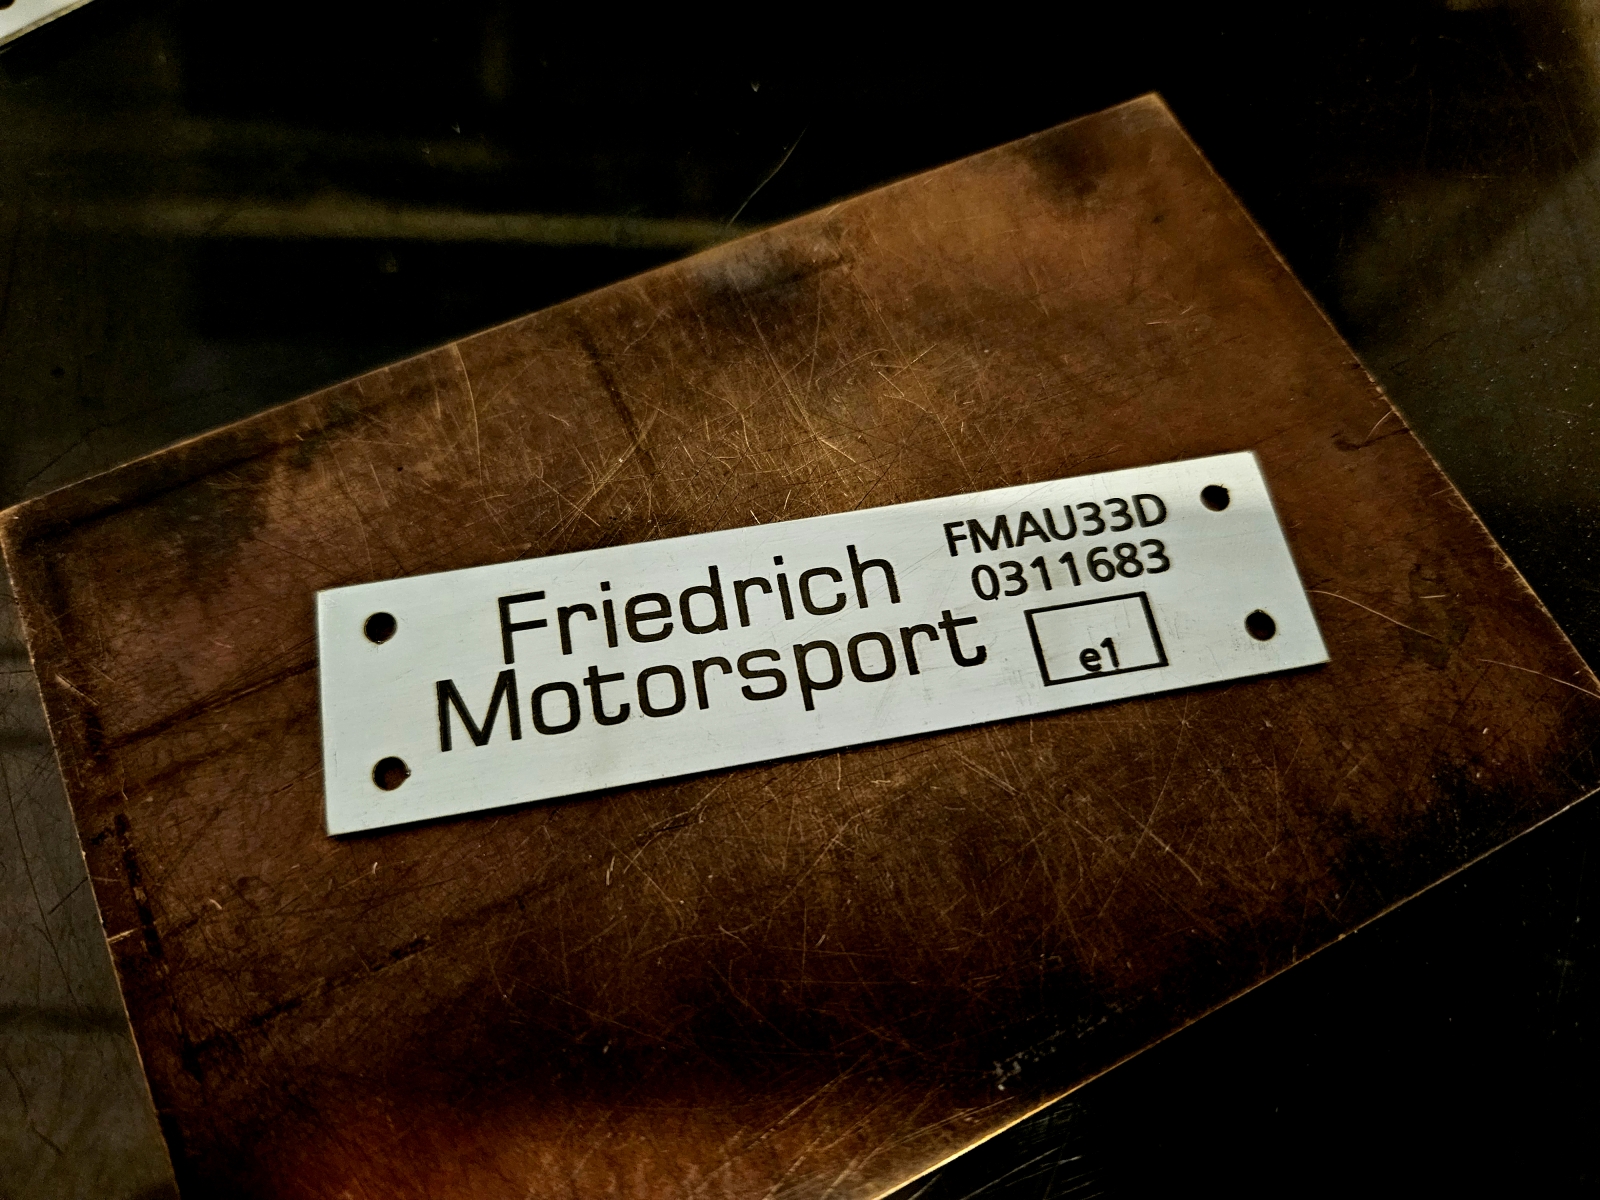 Friedrich
Motorsport
FMAU33D
0311683
e1